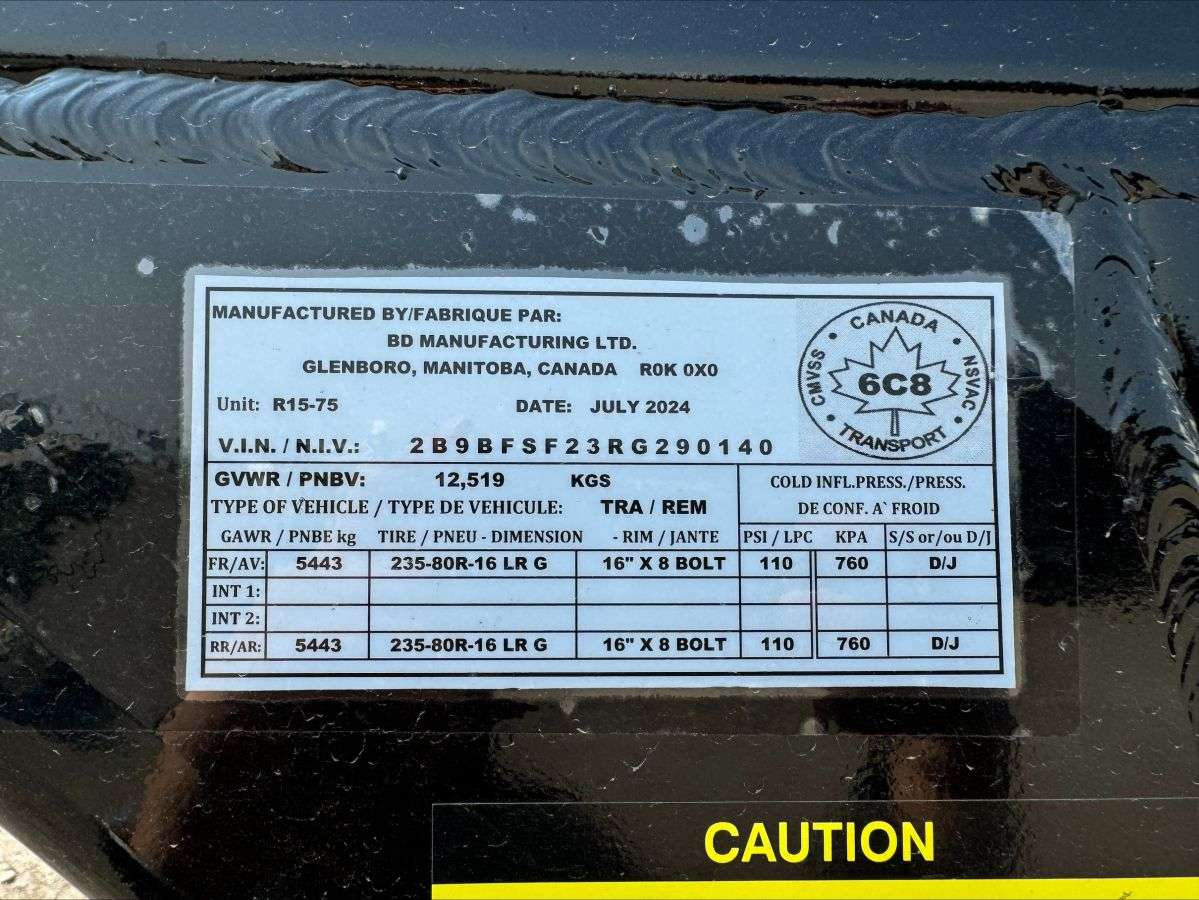 MANUFACTURED BY/FABRIQUE PAR:
BD MANUFACTURING LTD.
GLENBORO, MANITOBA, CANADA R0K 0X0
Unit: R15-75 DATE: JULY 2024
V.I.N. / N.I.V.: 2B9BFSF23RG290140
CANADA
CMVSS 6C8 NSVAC
TRANSPORT
GVWR / PNBV: 12,519 KGS
TYPE OF VEHICLE / TYPE DE VEHICULE: TRA / REM
COLD INFL.PRESS./PRESS.
DE CONF. A` FROID
GAWR / PNBE kg TIRE / PNEU - DIMENSION - RIM / JANTE PSI / LPC KPA S/S or/ou D/J
FR/AV: 5443 235-80R-16 LR G 16" X 8 BOLT 110 760 D/J
INT 1:
INT 2:
RR/AR: 5443 235-80R-16 LR G 16" X 8 BOLT 110 760 D/J
CAUTION